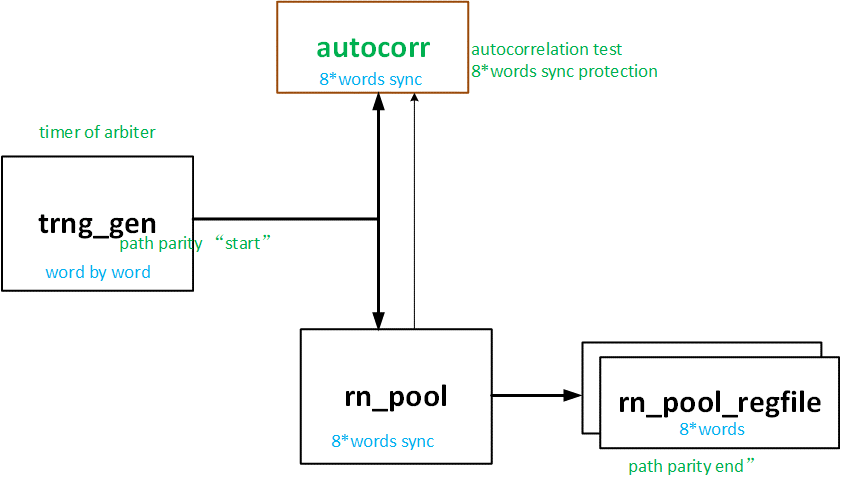 autocorr
8*words sync
autocorrelation test
8*words sync protection
timer of arbiter
trng_gen
path parity “start”
word by word
rn_pool
8*words sync
rn_pool_regfile
8*words
path parity end”